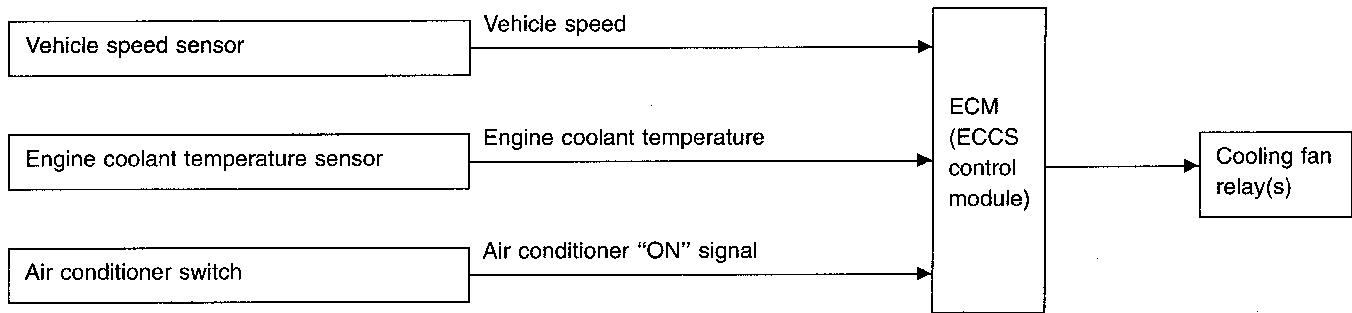 Vehicle speed sensor
Vehicle speed
Engine coolant temperature sensor
Engine coolant temperature
Air conditioner switch
Air conditioner “ON” signal
ECM
(ECCS
control
module)
Cooling fan
relay(s)